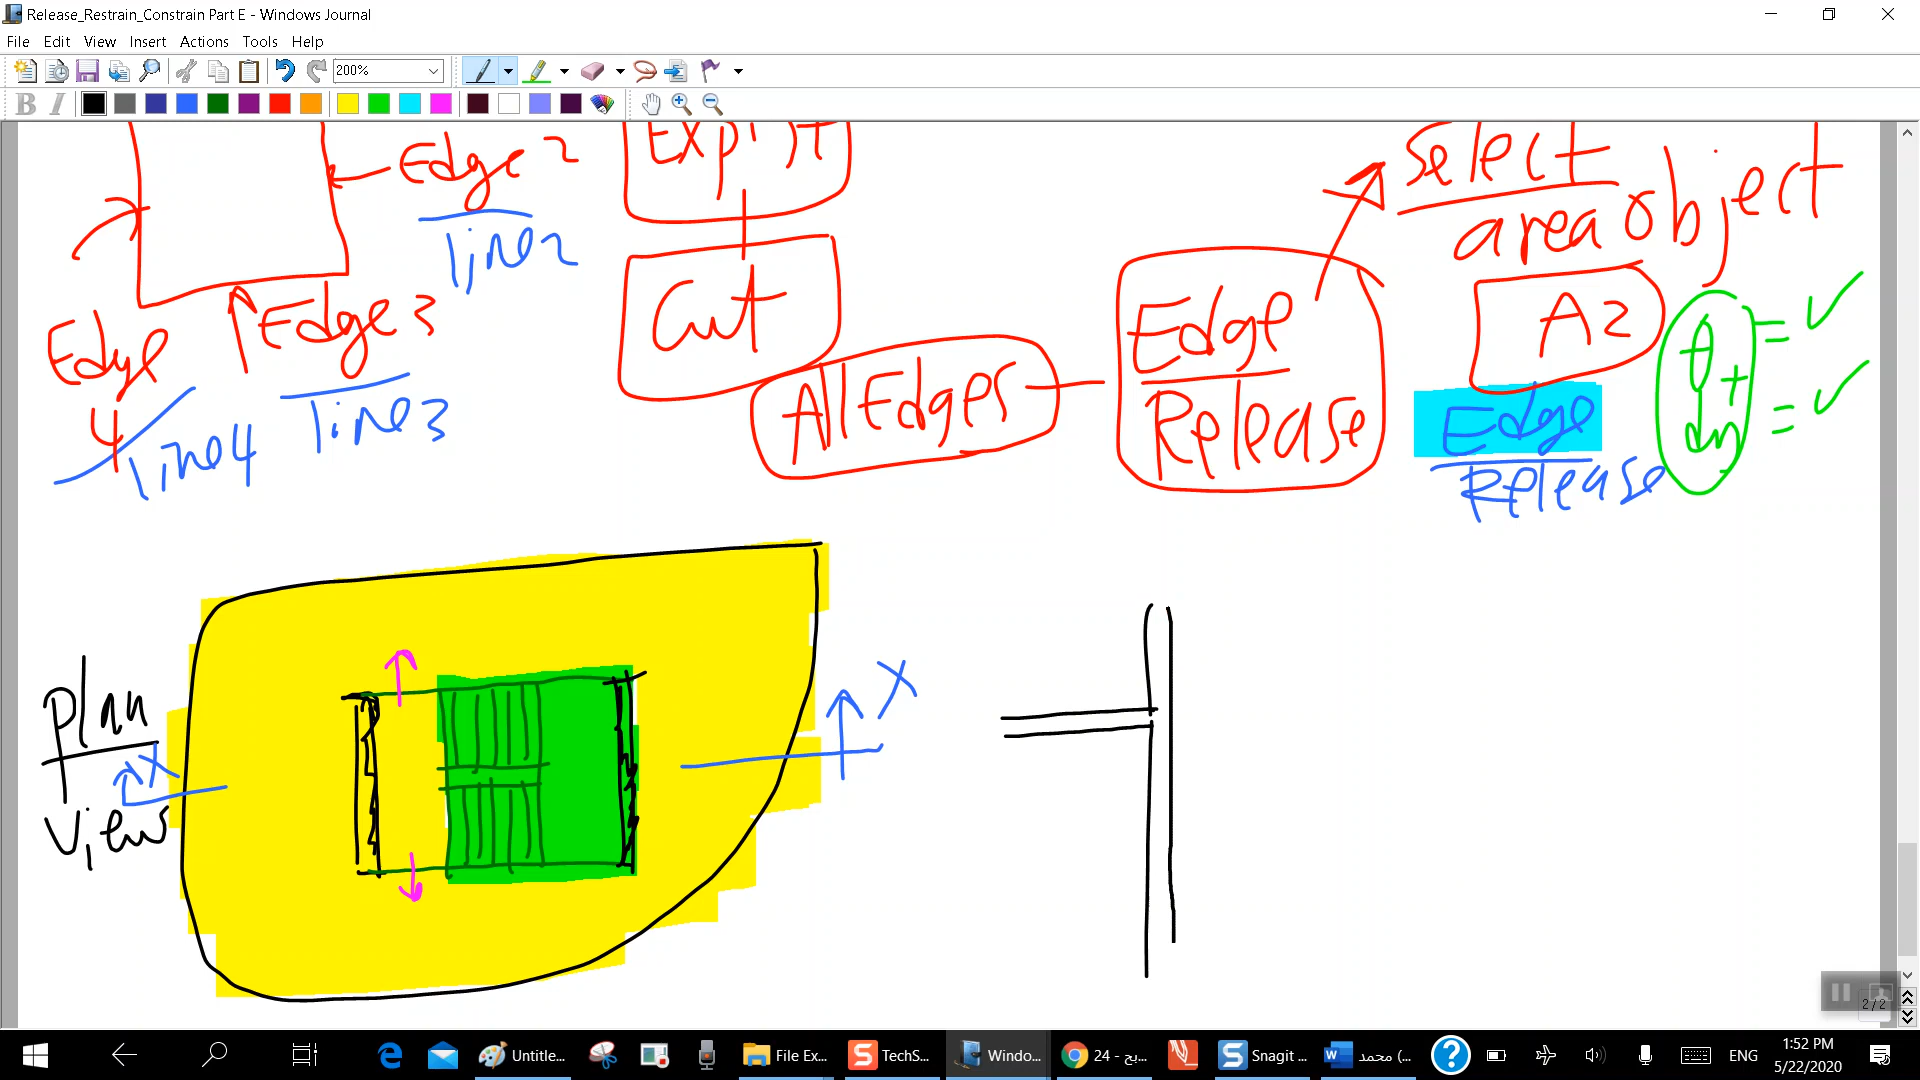 Release_Restrain_Constrain Part E - Windows Journal
File Edit View Insert Actions Tools Help
200%
B I
Edge 2
line2
Edge 3
line3
Edge
4
line4
Cut
All Edges
Edge
Release
Select
area object
A2
Edge
Release
θ = ✓
+
dn = ✓
Plan
View
X
X
2 / 2
Untitle...
File Ex...
TechS...
Windo...
24 - بح...
Snagit ...
محمد (...
ENG
1:52 PM
5/22/2020